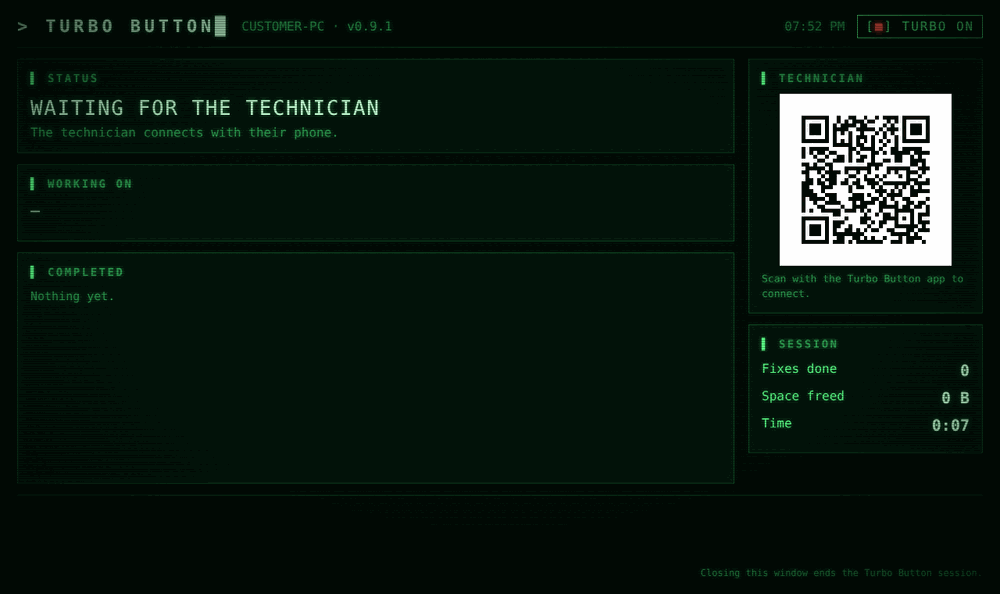 > TURBO BUTTON CUSTOMER-PC · v0.9.1
07:52 PM [■] TURBO ON
STATUS
WAITING FOR THE TECHNICIAN
The technician connects with their phone.
WORKING ON
—
COMPLETED
Nothing yet.
TECHNICIAN
Scan with the Turbo Button app to
connect.
SESSION
Fixes done 0
Space freed 0 B
Time 0:07
Closing this window ends the Turbo Button session.